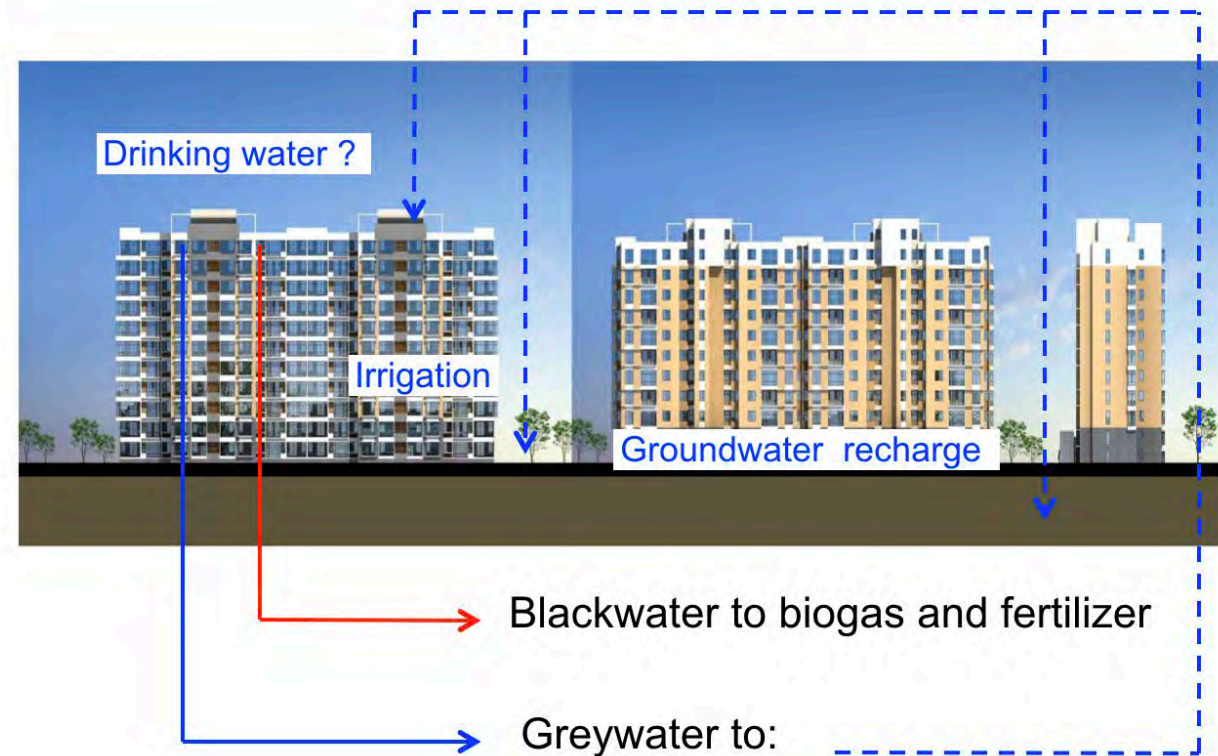 Drinking water ?
Irrigation
Groundwater recharge
Blackwater to biogas and fertilizer
Greywater to: